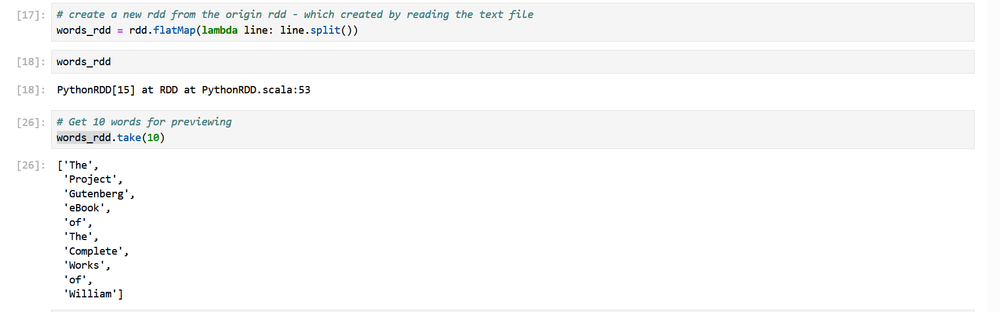 [17]: # create a new rdd from the origin rdd - which created by reading the text file
words_rdd = rdd.flatMap(lambda line: line.split())
[18]: words_rdd
[18]: PythonRDD[15] at RDD at PythonRDD.scala:53
[26]: # Get 10 words for previewing
words_rdd.take(10)
[26]: ['The',
'Project',
'Gutenberg',
'eBook',
'of',
'The',
'Complete',
'Works',
'of',
'William']